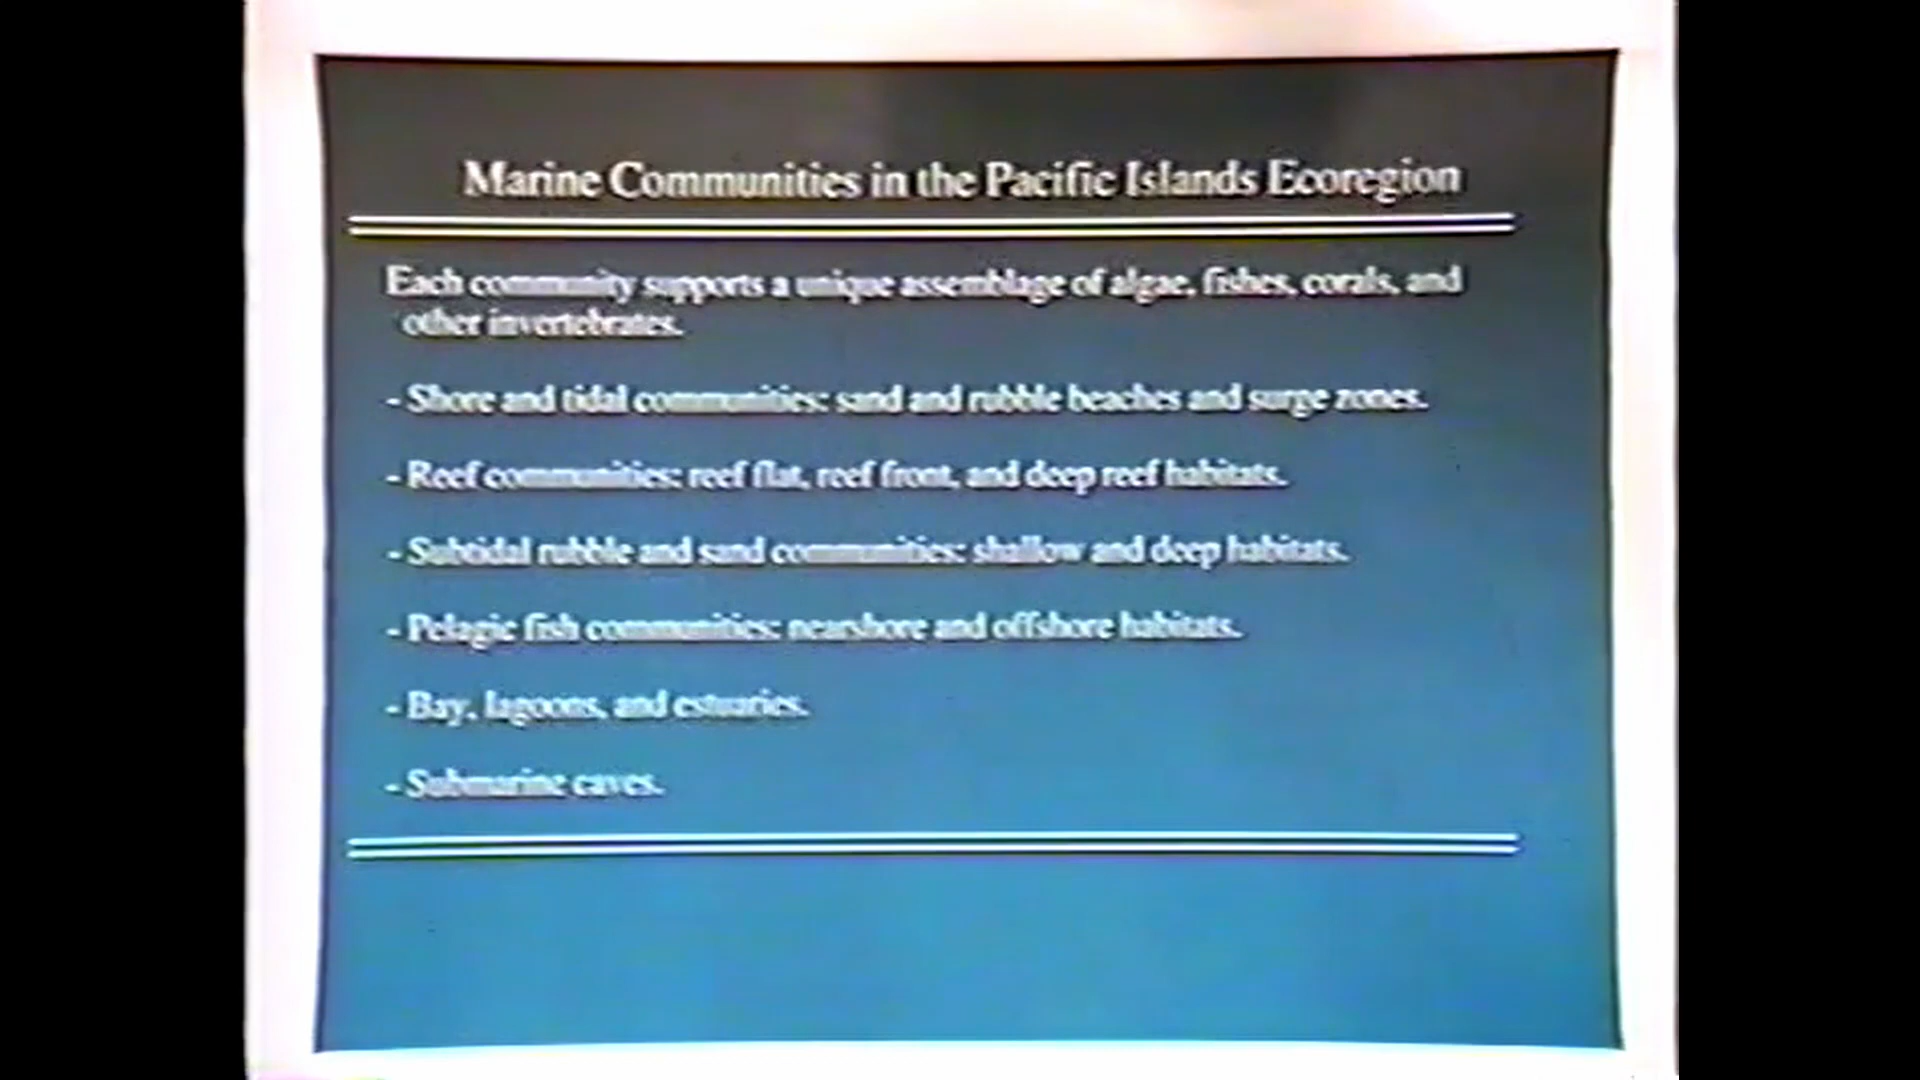 Marine Communities in the Pacific Islands Ecoregion
Each community supports a unique assemblage of algae, fishes, corals, and
other invertebrates.
- Shore and tidal communities: sand and rubble beaches and surge zones.
- Reef communities: reef flat, reef front, and deep reef habitats.
- Subtidal rubble and sand communities: shallow and deep habitats.
- Pelagic fish communities: nearshore and offshore habitats.
- Bay, lagoons, and estuaries.
- Submarine caves.